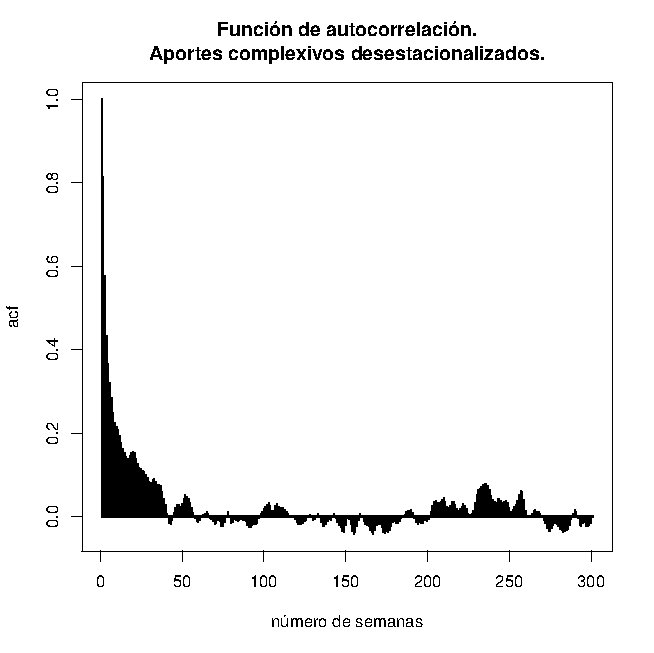 Función de autocorrelación.
Aportes complexivos desestacionalizados.
1.0
0.8
0.6
0.4
0.2
0.0
acf
0 50 100 150 200 250 300
número de semanas